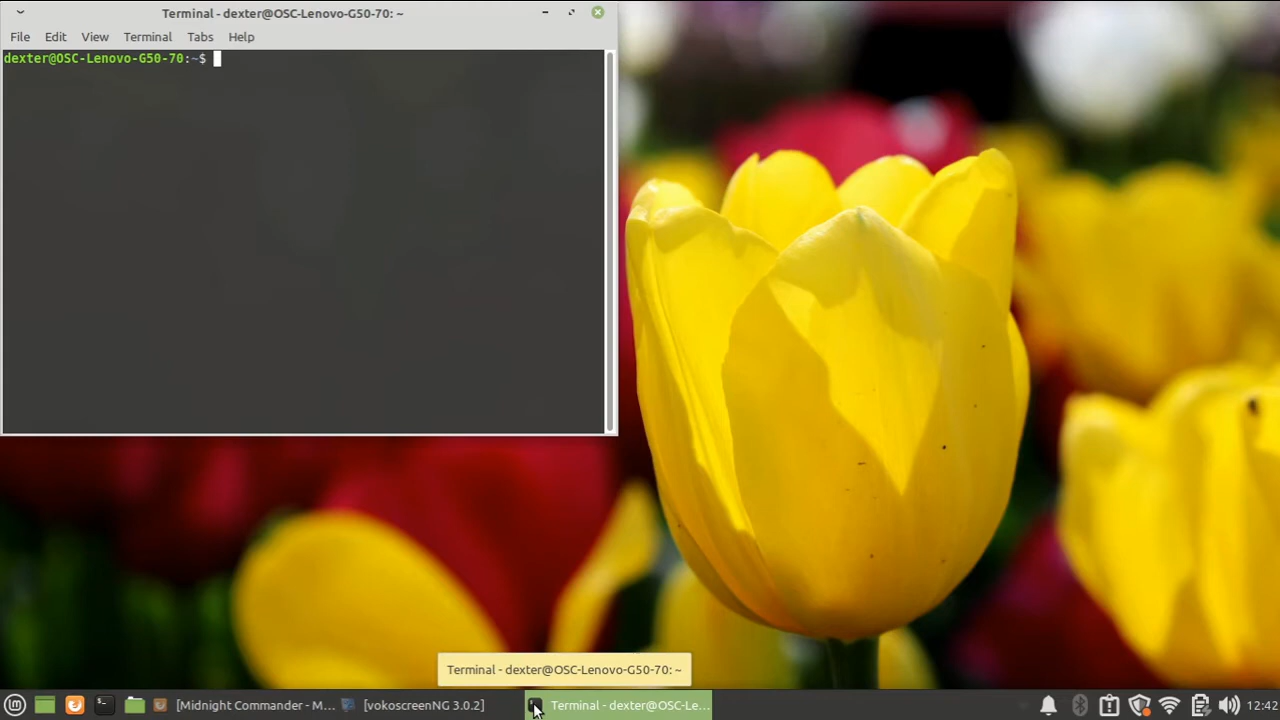 Terminal - dexter@OSC-Lenovo-G50-70: ~
File Edit View Terminal Tabs Help
dexter@OSC-Lenovo-G50-70:~$
Terminal - dexter@OSC-Lenovo-G50-70: ~
[Midnight Commander - M... [vokoscreenNG 3.0.2] Terminal - dexter@OSC-Le... 12:42